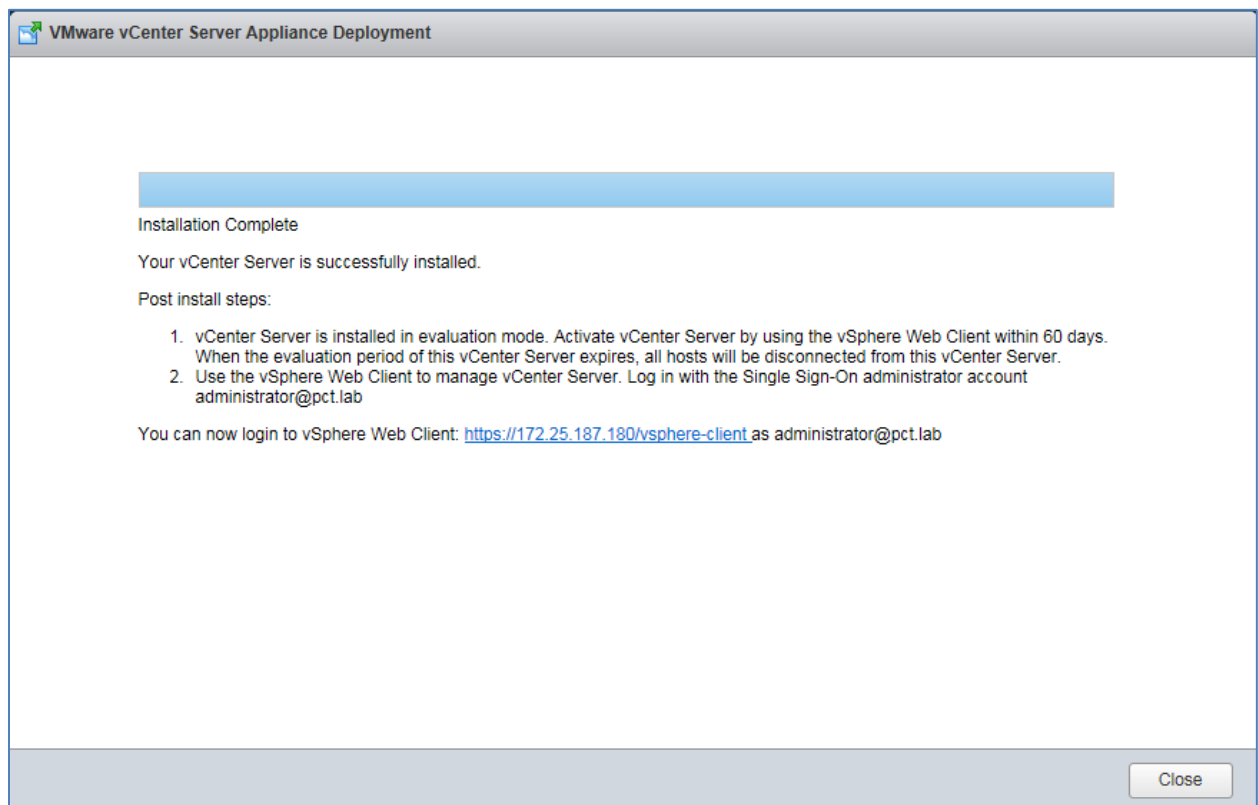 VMware vCenter Server Appliance Deployment
Installation Complete
Your vCenter Server is successfully installed.
Post install steps:
1. vCenter Server is installed in evaluation mode. Activate vCenter Server by using the vSphere Web Client within 60 days.
When the evaluation period of this vCenter Server expires, all hosts will be disconnected from this vCenter Server.
2. Use the vSphere Web Client to manage vCenter Server. Log in with the Single Sign-On administrator account
administrator@pct.lab
You can now login to vSphere Web Client: https://172.25.187.180/vsphere-client as administrator@pct.lab
Close